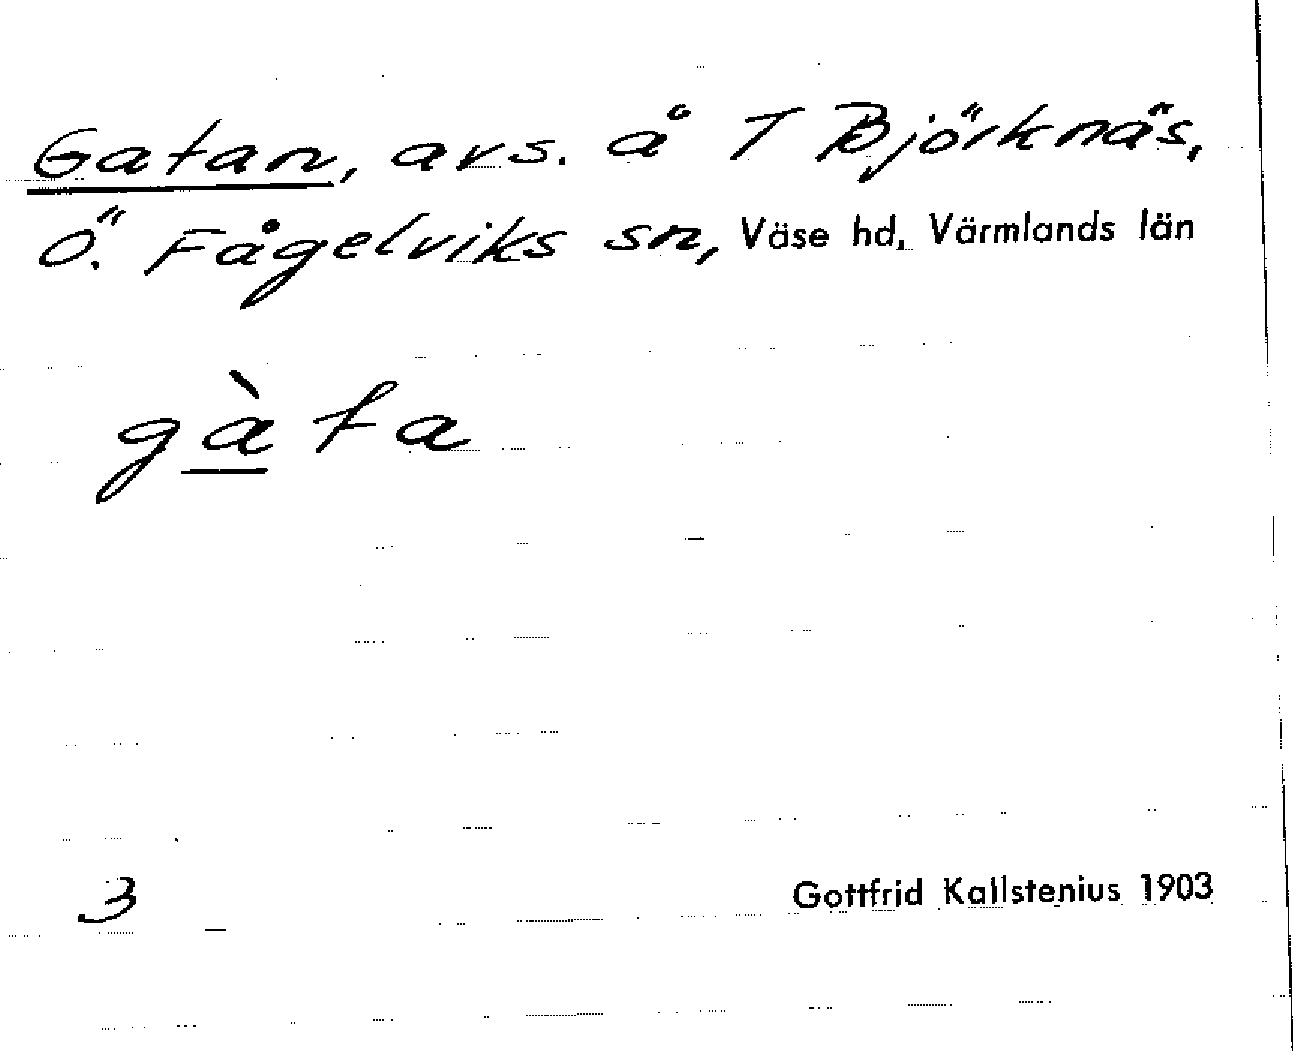 Gatan, avs. å T Björknäs,
Ö. Fågelviks sn, Väse hd, Värmlands län
gàta
3
Gottfrid Kallstenius 1903